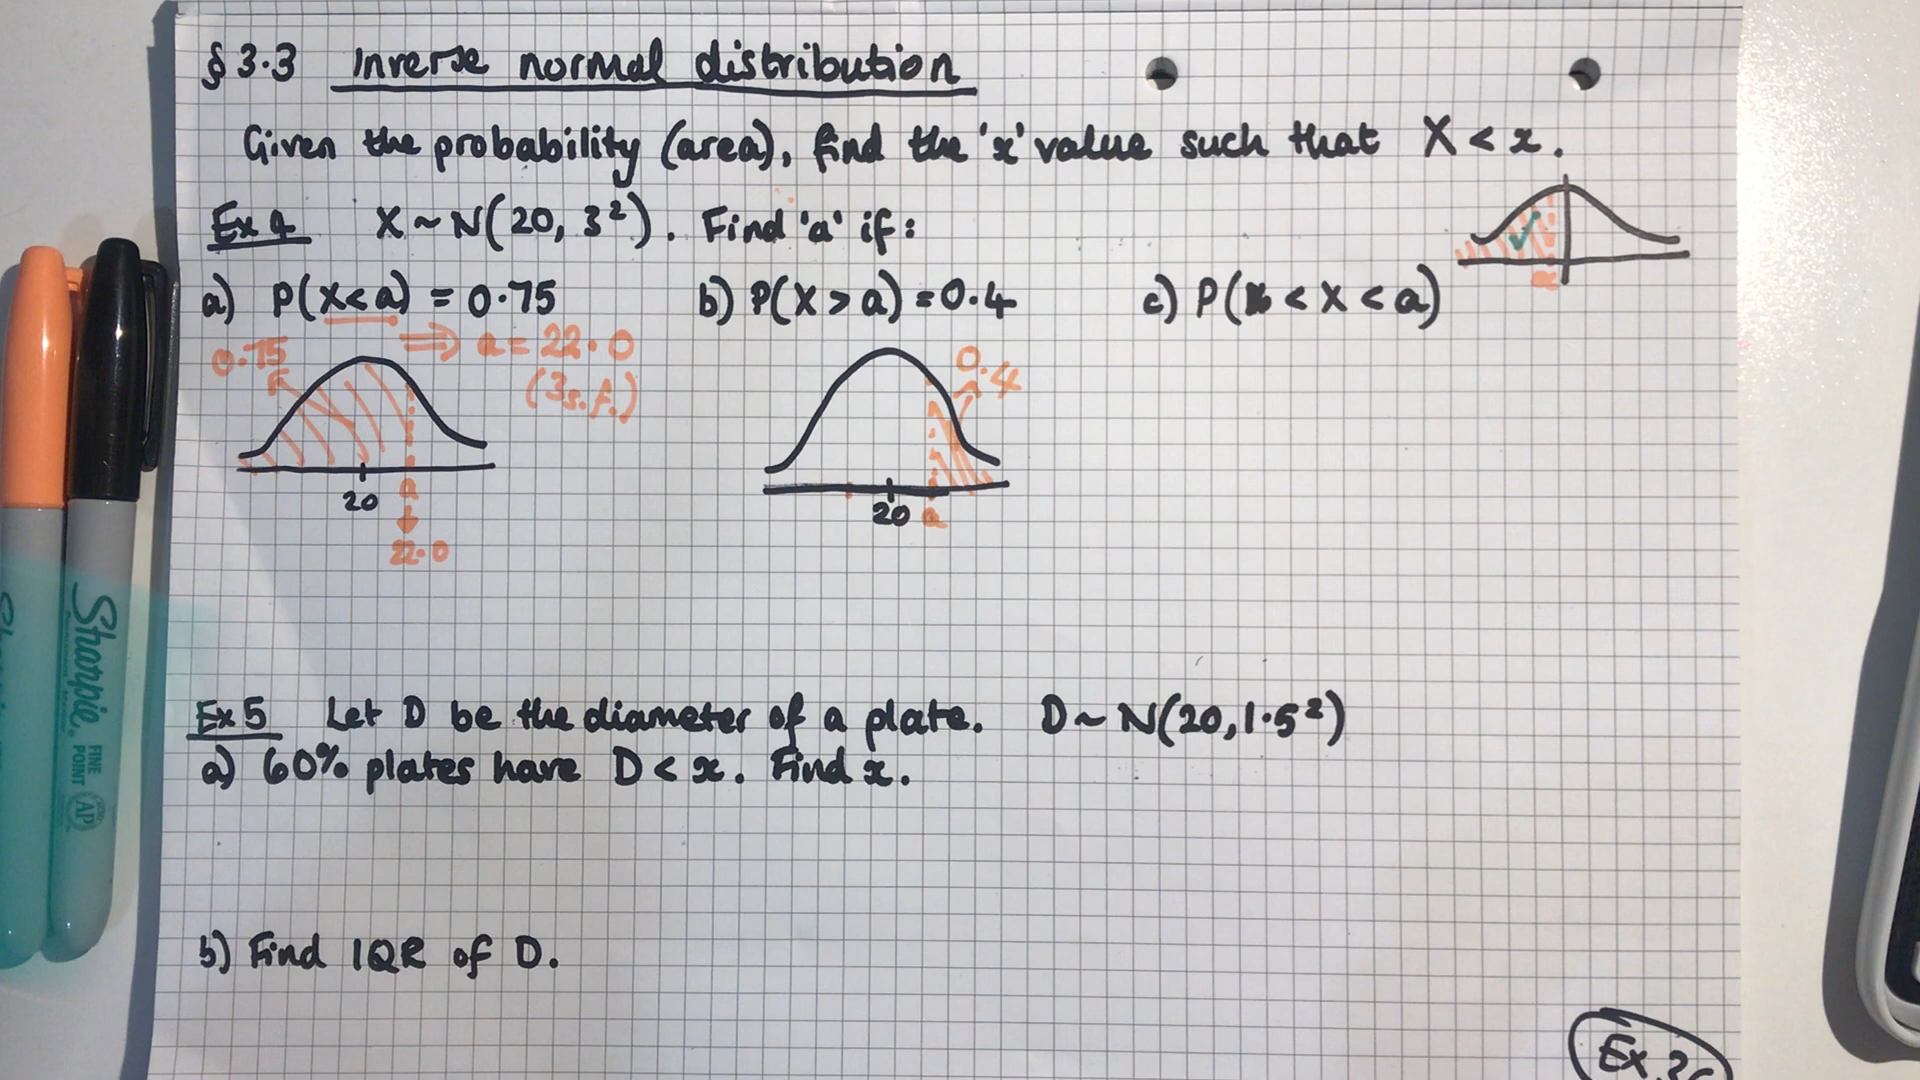 § 3.3 Inverse normal distribution
Given the probability (area), find the 'x' value such that X < x.
Ex 4 X ~ N(20, 3²). Find 'a' if:
a) P(X<a) = 0.75
b) P(X > a) = 0.4
c) P( < X < a)
a
0.75
⇒ a = 22.0
(3s.f.)
20
a
22.0
0.4
20
a
Ex 5 Let D be the diameter of a plate. D ~ N(20, 1.5²)
a) 60% plates have D < x. Find x.
b) Find IQR of D.
Ex.
Sharpie.
FINE
POINT
AP